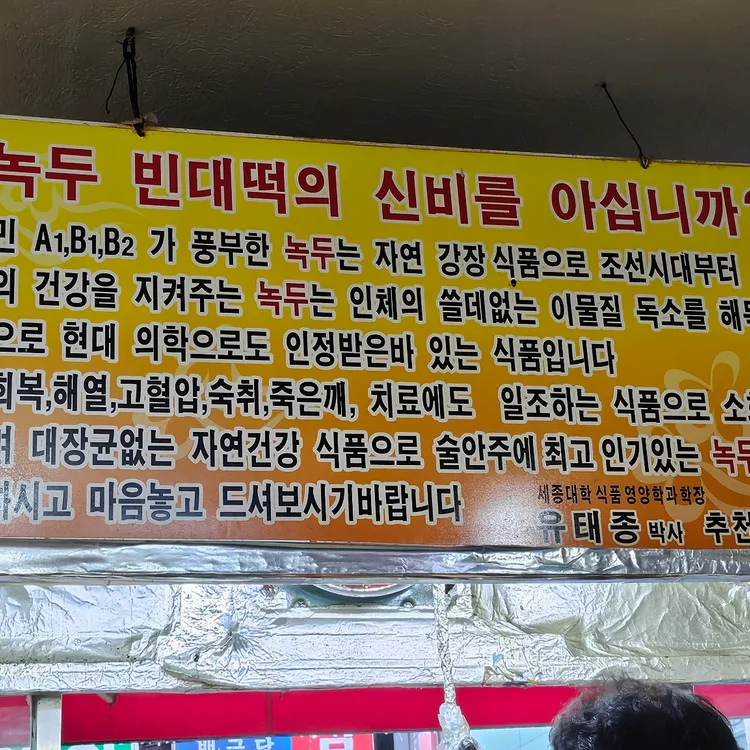 녹두 빈대떡의 신비를 아십니까?
민 A1,B1,B2 가 풍부한 녹두는 자연 강장 식품으로 조선시대부터
의 건강을 지켜주는 녹두는 인체의 쓸데없는 이물질 독소를 해독
으로 현대 의학으로도 인정받은바 있는 식품입니다
회복,해열,고혈압,숙취,죽은깨, 치료에도 일조하는 식품으로 소
며 대장균없는 자연건강 식품으로 술안주에 최고 인기있는 녹두
하시고 마음놓고 드셔보시기바랍니다
세종대학 식품영양학과학장
유태종 박사 추천